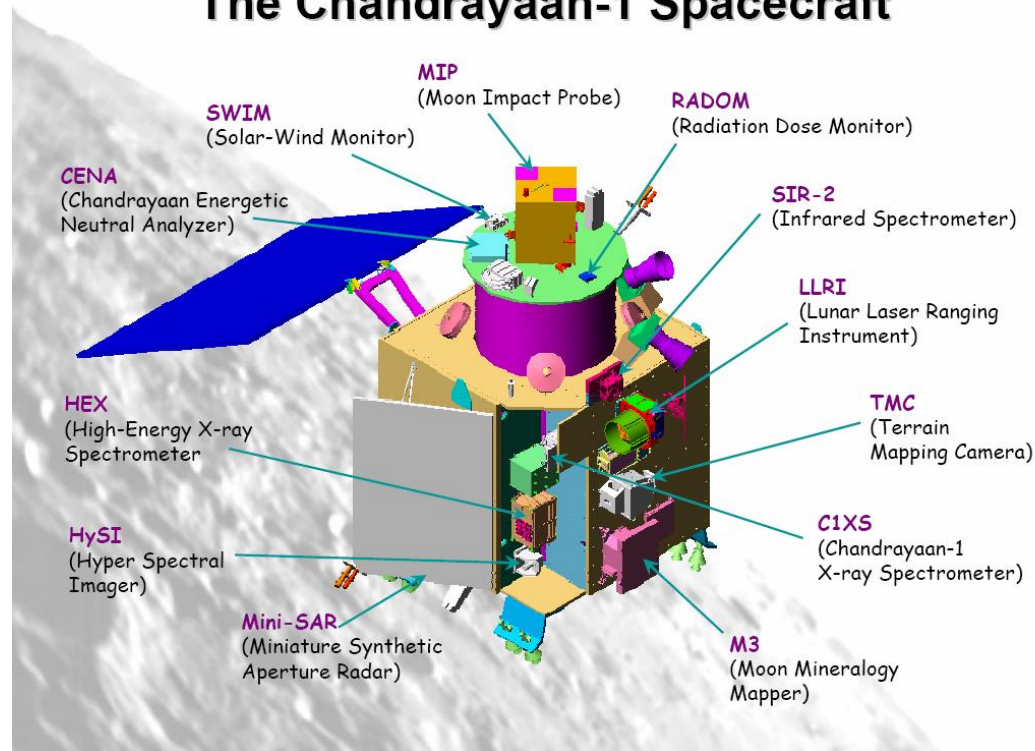 The Chandrayaan-1 Spacecraft
MIP
(Moon Impact Probe)
SWIM
(Solar-Wind Monitor)
RADOM
(Radiation Dose Monitor)
CENA
(Chandrayaan Energetic
Neutral Analyzer)
SIR-2
(Infrared Spectrometer)
LLRI
(Lunar Laser Ranging
Instrument)
HEX
(High-Energy X-ray
Spectrometer
TMC
(Terrain
Mapping Camera)
HySI
(Hyper Spectral
Imager)
C1XS
(Chandrayaan-1
X-ray Spectrometer)
Mini-SAR
(Miniature Synthetic
Aperture Radar)
M3
(Moon Mineralogy
Mapper)